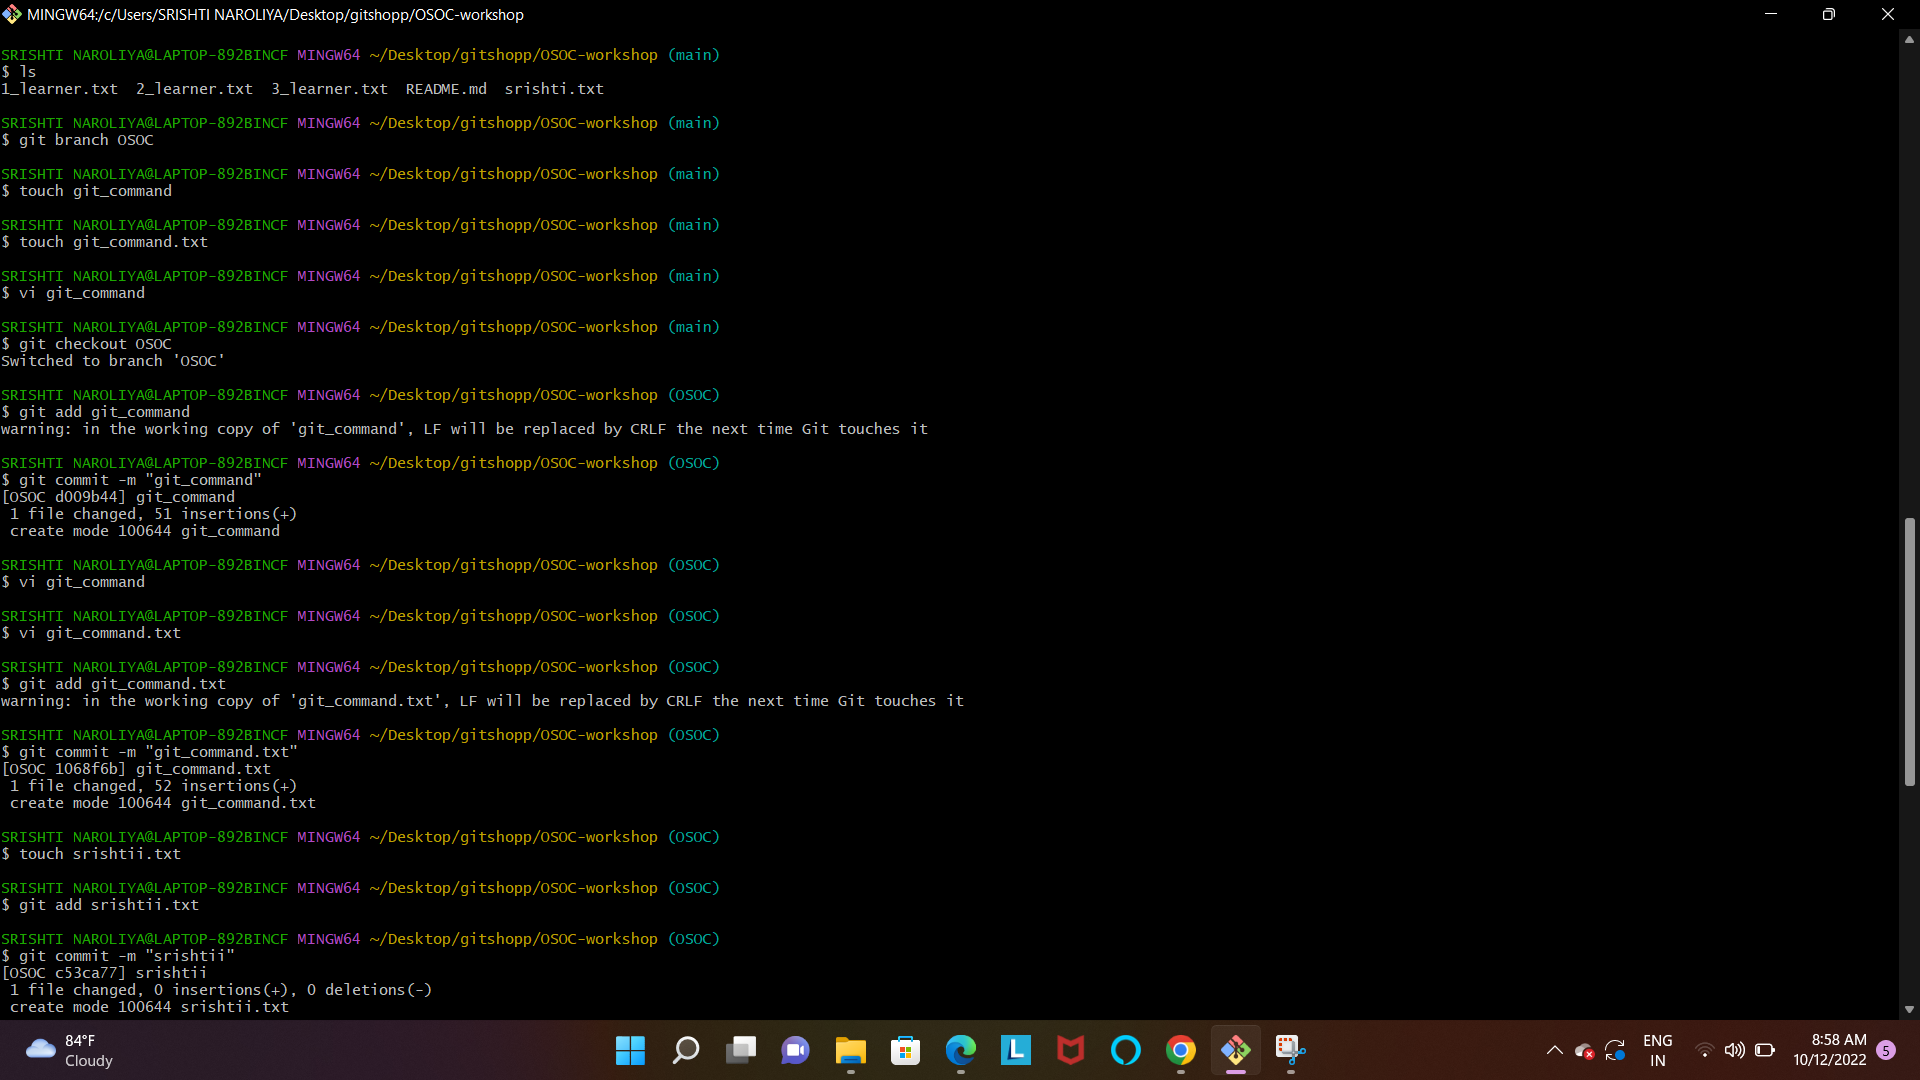 MINGW64:/c/Users/SRISHTI NAROLIYA/Desktop/gitshopp/OSOC-workshop
SRISHTI NAROLIYA@LAPTOP-892BINCF MINGW64 ~/Desktop/gitshopp/OSOC-workshop (main)
$ ls
1_learner.txt  2_learner.txt  3_learner.txt  README.md  srishti.txt
SRISHTI NAROLIYA@LAPTOP-892BINCF MINGW64 ~/Desktop/gitshopp/OSOC-workshop (main)
$ git branch OSOC
SRISHTI NAROLIYA@LAPTOP-892BINCF MINGW64 ~/Desktop/gitshopp/OSOC-workshop (main)
$ touch git_command
SRISHTI NAROLIYA@LAPTOP-892BINCF MINGW64 ~/Desktop/gitshopp/OSOC-workshop (main)
$ touch git_command.txt
SRISHTI NAROLIYA@LAPTOP-892BINCF MINGW64 ~/Desktop/gitshopp/OSOC-workshop (main)
$ vi git_command
SRISHTI NAROLIYA@LAPTOP-892BINCF MINGW64 ~/Desktop/gitshopp/OSOC-workshop (main)
$ git checkout OSOC
Switched to branch 'OSOC'
SRISHTI NAROLIYA@LAPTOP-892BINCF MINGW64 ~/Desktop/gitshopp/OSOC-workshop (OSOC)
$ git add git_command
warning: in the working copy of 'git_command', LF will be replaced by CRLF the next time Git touches it
SRISHTI NAROLIYA@LAPTOP-892BINCF MINGW64 ~/Desktop/gitshopp/OSOC-workshop (OSOC)
$ git commit -m "git_command"
[OSOC d009b44] git_command
 1 file changed, 51 insertions(+)
 create mode 100644 git_command
SRISHTI NAROLIYA@LAPTOP-892BINCF MINGW64 ~/Desktop/gitshopp/OSOC-workshop (OSOC)
$ vi git_command
SRISHTI NAROLIYA@LAPTOP-892BINCF MINGW64 ~/Desktop/gitshopp/OSOC-workshop (OSOC)
$ vi git_command.txt
SRISHTI NAROLIYA@LAPTOP-892BINCF MINGW64 ~/Desktop/gitshopp/OSOC-workshop (OSOC)
$ git add git_command.txt
warning: in the working copy of 'git_command.txt', LF will be replaced by CRLF the next time Git touches it
SRISHTI NAROLIYA@LAPTOP-892BINCF MINGW64 ~/Desktop/gitshopp/OSOC-workshop (OSOC)
$ git commit -m "git_command.txt"
[OSOC 1068f6b] git_command.txt
 1 file changed, 52 insertions(+)
 create mode 100644 git_command.txt
SRISHTI NAROLIYA@LAPTOP-892BINCF MINGW64 ~/Desktop/gitshopp/OSOC-workshop (OSOC)
$ touch srishtii.txt
SRISHTI NAROLIYA@LAPTOP-892BINCF MINGW64 ~/Desktop/gitshopp/OSOC-workshop (OSOC)
$ git add srishtii.txt
SRISHTI NAROLIYA@LAPTOP-892BINCF MINGW64 ~/Desktop/gitshopp/OSOC-workshop (OSOC)
$ git commit -m "srishtii"
[OSOC c53ca77] srishtii
 1 file changed, 0 insertions(+), 0 deletions(-)
 create mode 100644 srishtii.txt
84°F
Cloudy
L
ENG
IN
8:58 AM
10/12/2022
5